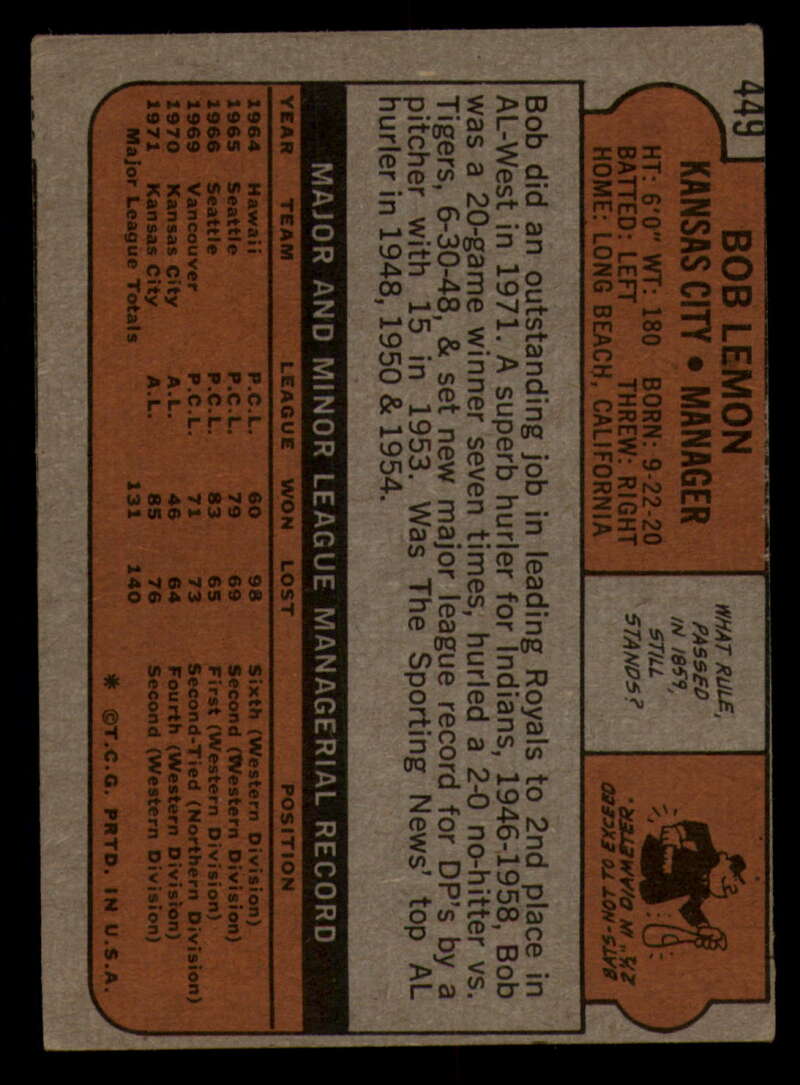 449
BOB LEMON
KANSAS CITY • MANAGER
HT: 6'0" WT: 180 BORN: 9-22-20
BATTED: LEFT THREW: RIGHT
HOME: LONG BEACH, CALIFORNIA
WHAT RULE,
PASSED
IN 1859,
STILL
STANDS?
BATS-NOT TO EXCEED
2½" IN DIAMETER.
Bob did an outstanding job in leading Royals to 2nd place in
AL-West in 1971. A superb hurler for Indians, 1946-1958, Bob
was a 20-game winner seven times, hurled a 2-0 no-hitter vs.
Tigers, 6-30-48, & set new major league record for DP's by a
pitcher with 15 in 1953. Was The Sporting News' top AL
hurler in 1948, 1950 & 1954.
MAJOR AND MINOR LEAGUE MANAGERIAL RECORD
YEAR TEAM LEAGUE WON LOST POSITION
1964 Hawaii P.C.L. 60 98 Sixth (Western Division)
1965 Seattle P.C.L. 79 69 Second (Western Division)
1966 Seattle P.C.L. 83 65 First (Western Division)
1969 Vancouver P.C.L. 71 73 Second-Tied (Northern Division)
1970 Kansas City A.L. 46 64 Fourth (Western Division)
1971 Kansas City A.L. 85 76 Second (Western Division)
Major League Totals 131 140
* ©T.C.G. PRTD. IN U.S.A.